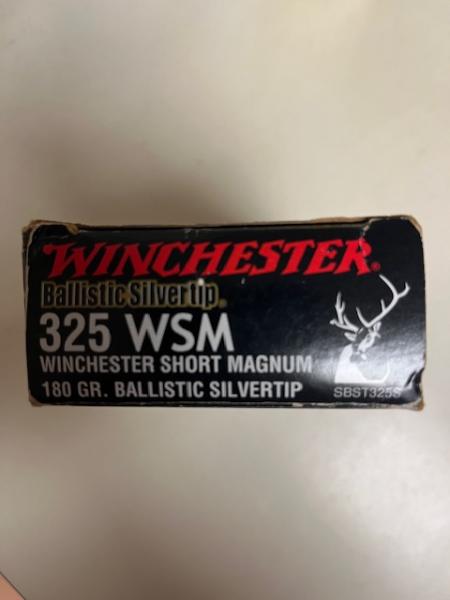 WINCHESTER®
Ballistic Silvertip®
325 WSM
WINCHESTER SHORT MAGNUM
180 GR. BALLISTIC SILVERTIP
SBST325S